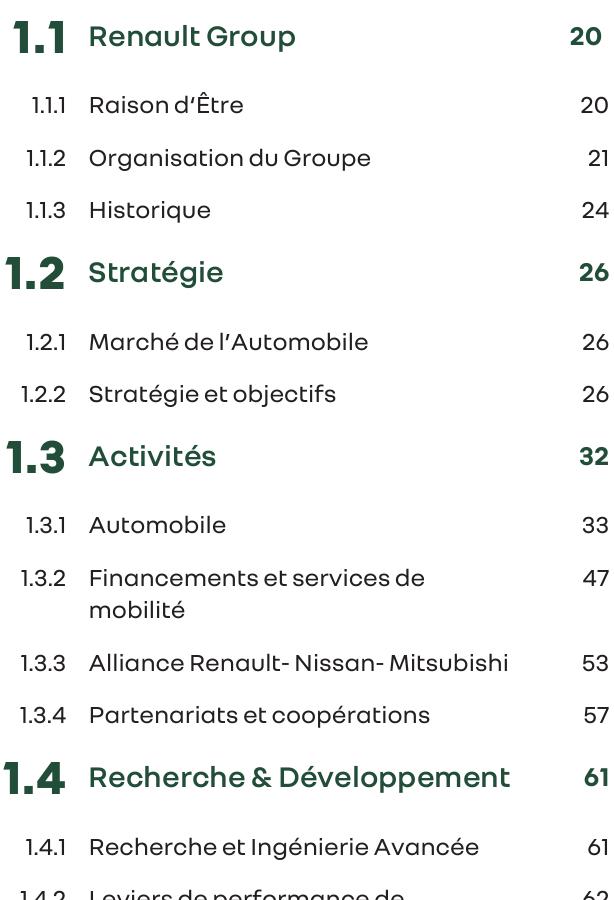 1.1 Renault Group 20
1.1.1 Raison d'Être 20
1.1.2 Organisation du Groupe 21
1.1.3 Historique 24
1.2 Stratégie 26
1.2.1 Marché de l'Automobile 26
1.2.2 Stratégie et objectifs 26
1.3 Activités 32
1.3.1 Automobile 33
1.3.2 Financements et services de 47
mobilité
1.3.3 Alliance Renault- Nissan- Mitsubishi 53
1.3.4 Partenariats et coopérations 57
1.4 Recherche & Développement 61
1.4.1 Recherche et Ingénierie Avancée 61
1.4.2 Leviers de performance de 62